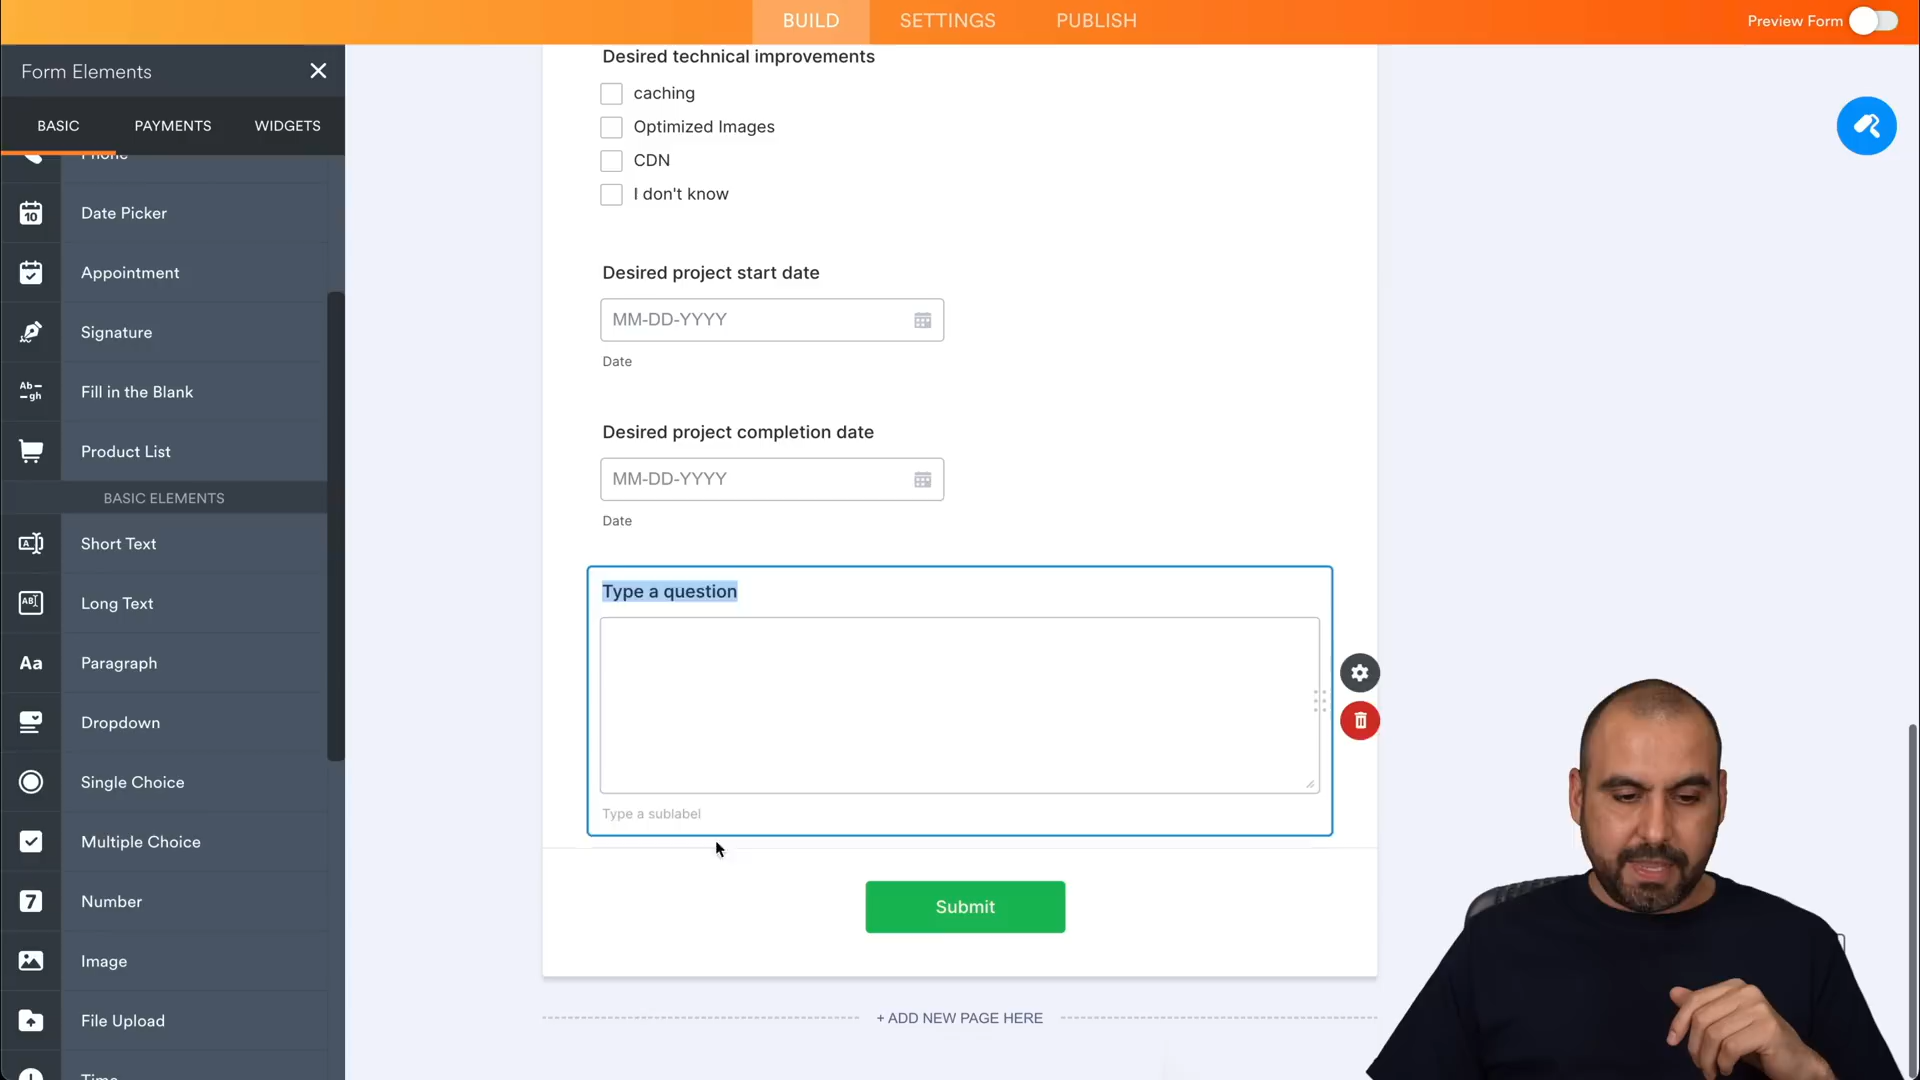 BUILD
SETTINGS
PUBLISH
Preview Form
Form Elements
BASIC
PAYMENTS
WIDGETS
Phone
Date Picker
Appointment
Signature
Fill in the Blank
Product List
BASIC ELEMENTS
Short Text
Long Text
Paragraph
Dropdown
Single Choice
Multiple Choice
Number
Image
File Upload
Time
Desired technical improvements
caching
Optimized Images
CDN
I don't know
Desired project start date
MM-DD-YYYY
Date
Desired project completion date
MM-DD-YYYY
Date
Type a question
Type a sublabel
Submit
+ ADD NEW PAGE HERE